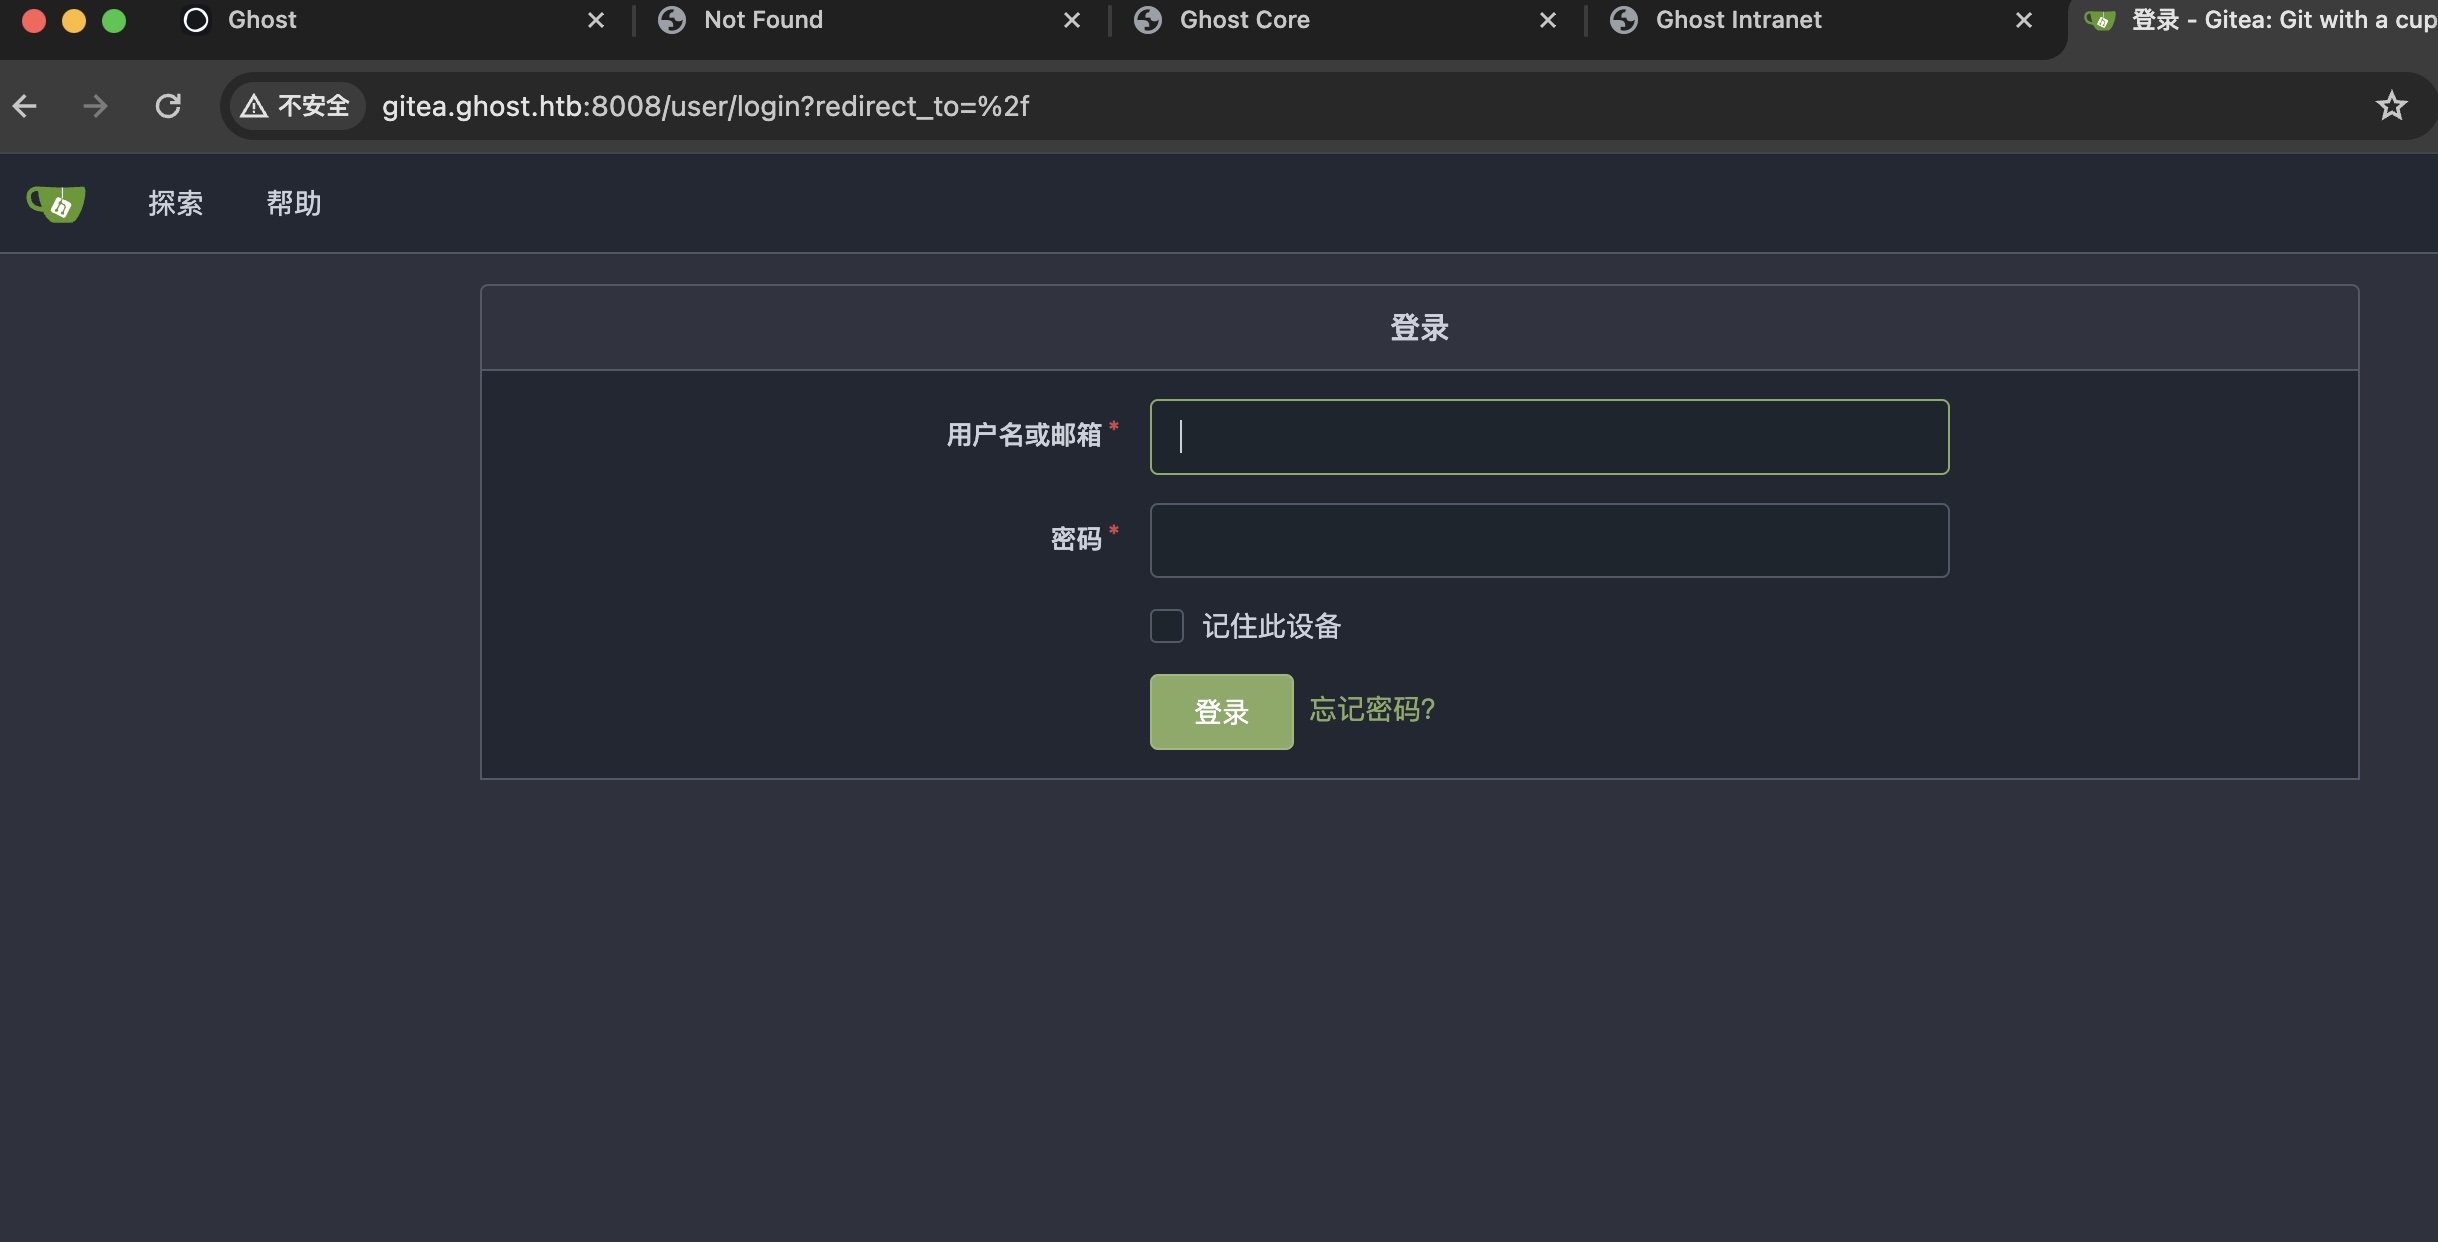 Ghost
Not Found
Ghost Core
Ghost Intranet
登录 - Gitea: Git with a cup
不安全
gitea.ghost.htb:8008/user/login?redirect_to=%2f
探索
帮助
登录
用户名或邮箱 *
密码 *
记住此设备
登录
忘记密码?